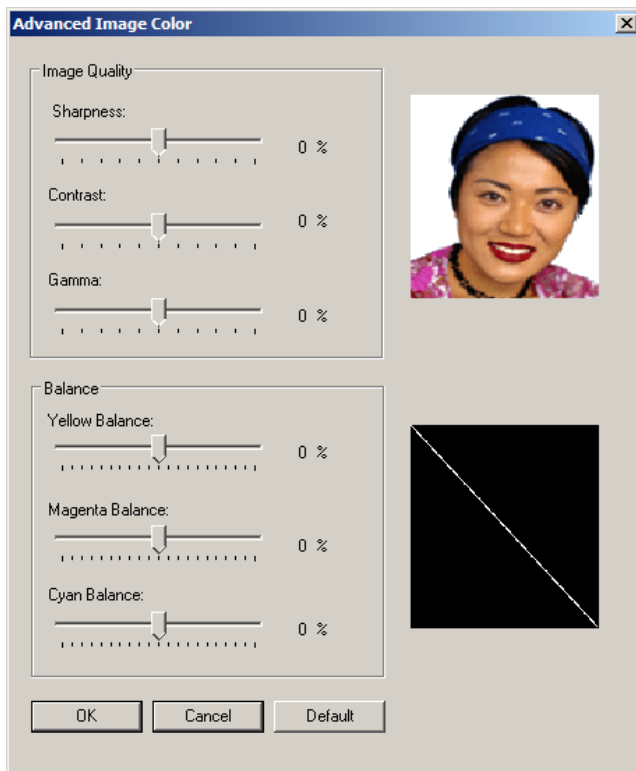 Advanced Image Color
Image Quality
Sharpness:
0 %
Contrast:
0 %
Gamma:
0 %
Balance
Yellow Balance:
0 %
Magenta Balance:
0 %
Cyan Balance:
0 %
OK
Cancel
Default